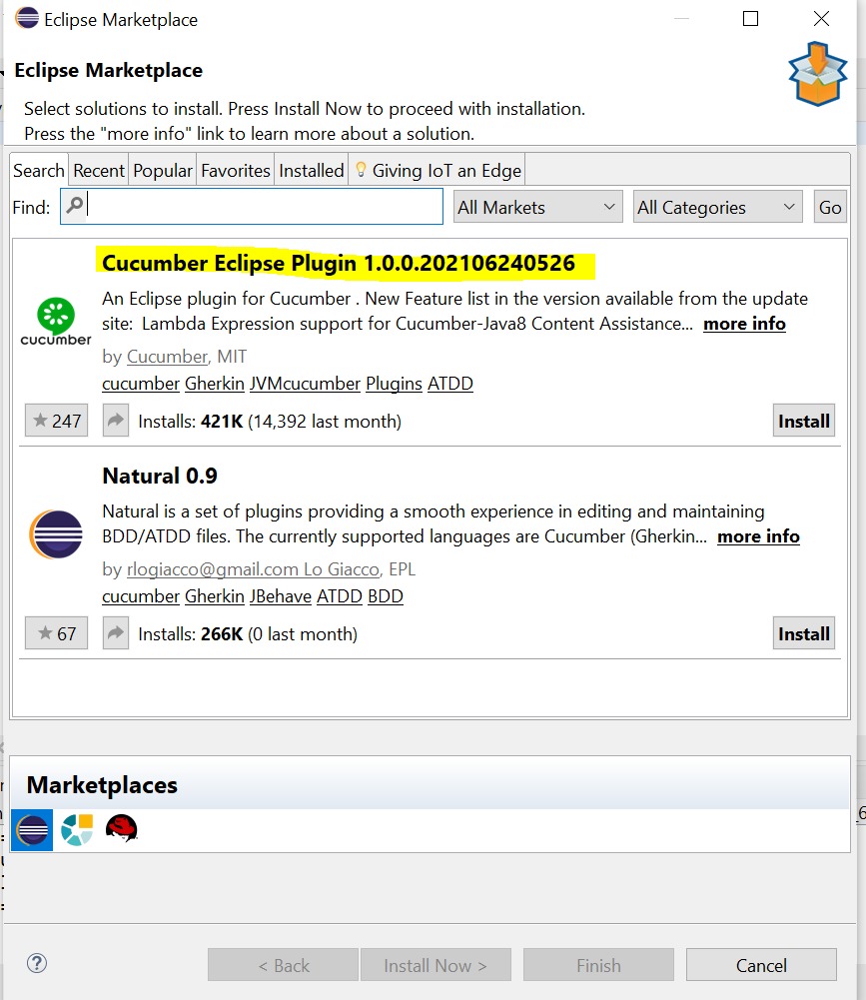 Eclipse Marketplace
Eclipse Marketplace
Select solutions to install. Press Install Now to proceed with installation.
Press the "more info" link to learn more about a solution.
Search Recent Popular Favorites Installed Giving IoT an Edge
Find: All Markets All Categories Go
Cucumber Eclipse Plugin 1.0.0.202106240526
An Eclipse plugin for Cucumber . New Feature list in the version available from the update
site: Lambda Expression support for Cucumber-Java8 Content Assistance... more info
cucumber
by Cucumber, MIT
cucumber Gherkin JVMcucumber Plugins ATDD
247 Installs: 421K (14,392 last month) Install
Natural 0.9
Natural is a set of plugins providing a smooth experience in editing and maintaining
BDD/ATDD files. The currently supported languages are Cucumber (Gherkin... more info
by rlogiacco@gmail.com Lo Giacco, EPL
cucumber Gherkin JBehave ATDD BDD
67 Installs: 266K (0 last month) Install
Marketplaces
? < Back Install Now > Finish Cancel